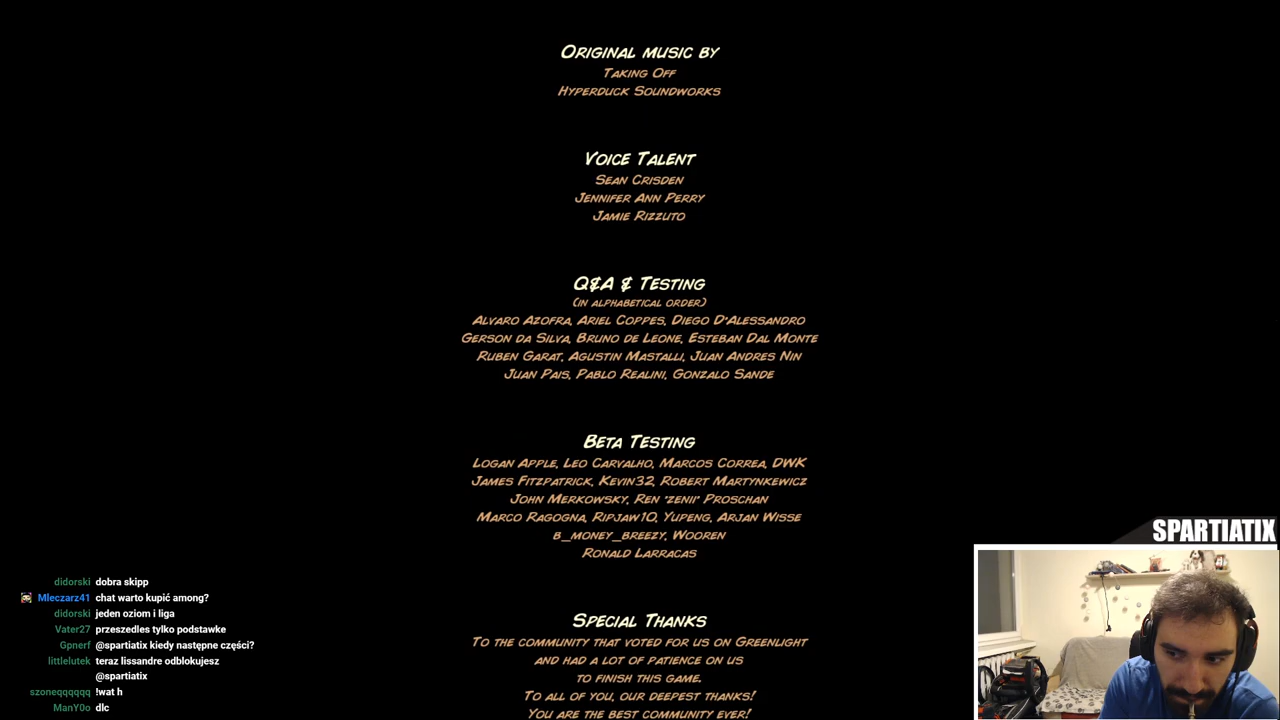 Original music by
Taking Off
Hyperduck Soundworks
Voice Talent
Sean Crisden
Jennifer Ann Perry
Jamie Rizzuto
Q&A & Testing
(in alphabetical order)
Alvaro Azofra, Ariel Coppes, Diego D'Alessandro
Gerson da Silva, Bruno de Leone, Esteban Dal Monte
Ruben Garat, Agustin Mastalli, Juan Andres Nin
Juan Pais, Pablo Realini, Gonzalo Sande
Beta Testing
Logan Apple, Leo Carvalho, Marcos Correa, DWK
James Fitzpatrick, Kevin32, Robert Martynkewicz
John Merkowsky, Ren "zenii" Proschan
Marco Ragogna, Ripjaw10, Yupeng, Arjan Wisse
b_money_breezy, Wooren
Ronald Larracas
Special Thanks
To the community that voted for us on Greenlight
and had a lot of patience on us
to finish this game.
To all of you, our deepest thanks!
You are the best community ever!
didorski dobra skipp
Mleczarz41 chat warto kupić among?
didorski jeden oziom i liga
Vater27 przeszedles tylko podstawke
Gpnerf @spartiatix kiedy następne części?
littlelutek teraz lissandre odblokujesz
@spartiatix
szoneqqqqqq !wat h
ManY0o dlc
SPARTIATIX